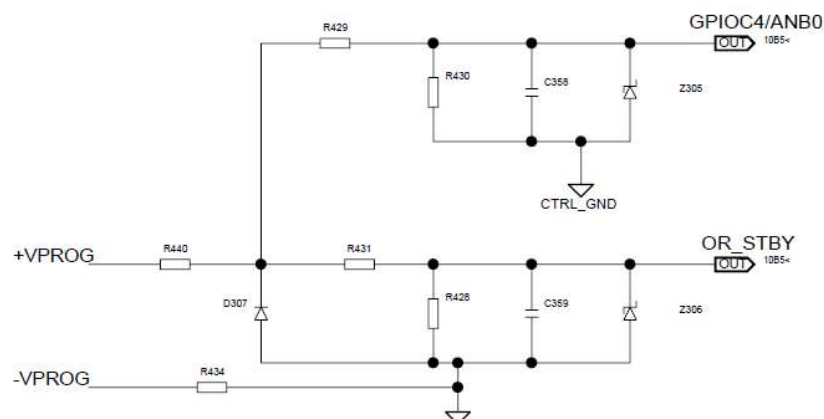 GPIOC4/ANB0
R429
OUT 10B5<
R430
C358
Z305
CTRL_GND
+VPROG
R440
R431
OR_STBY
OUT 10B5<
D307
R428
C359
Z306
-VPROG
R434